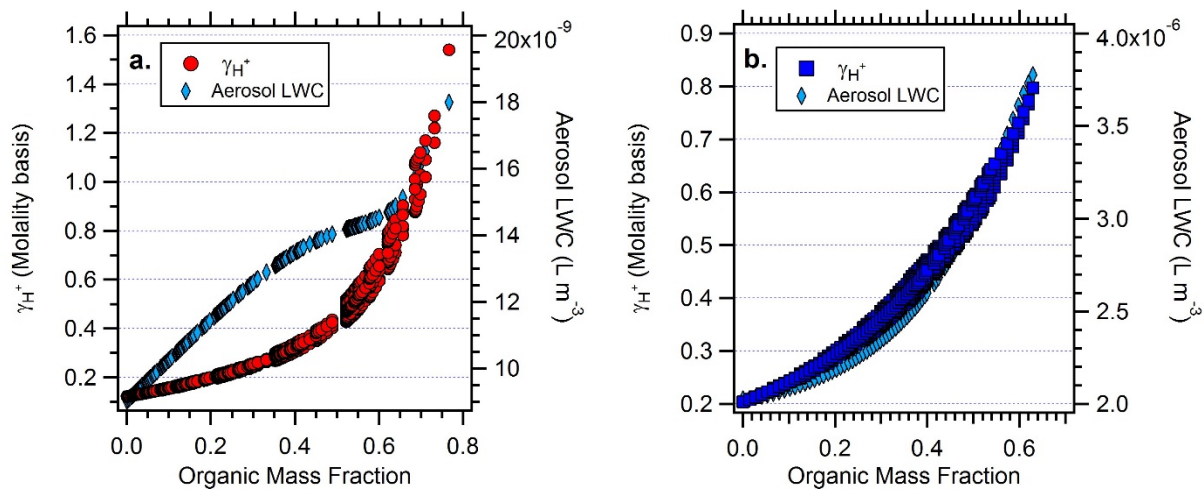 a.
γH+
Aerosol LWC
1.6
1.4
1.2
1.0
0.8
0.6
0.4
0.2
γH+ (Molality basis)
20x10-9
18
16
14
12
10
Aerosol LWC (L m-3)
0.0 0.2 0.4 0.6 0.8
Organic Mass Fraction
b.
γH+
Aerosol LWC
0.9
0.8
0.7
0.6
0.5
0.4
0.3
0.2
γH+ (Molality basis)
4.0x10-6
3.5
3.0
2.5
2.0
Aerosol LWC (L m-3)
0.0 0.2 0.4 0.6
Organic Mass Fraction